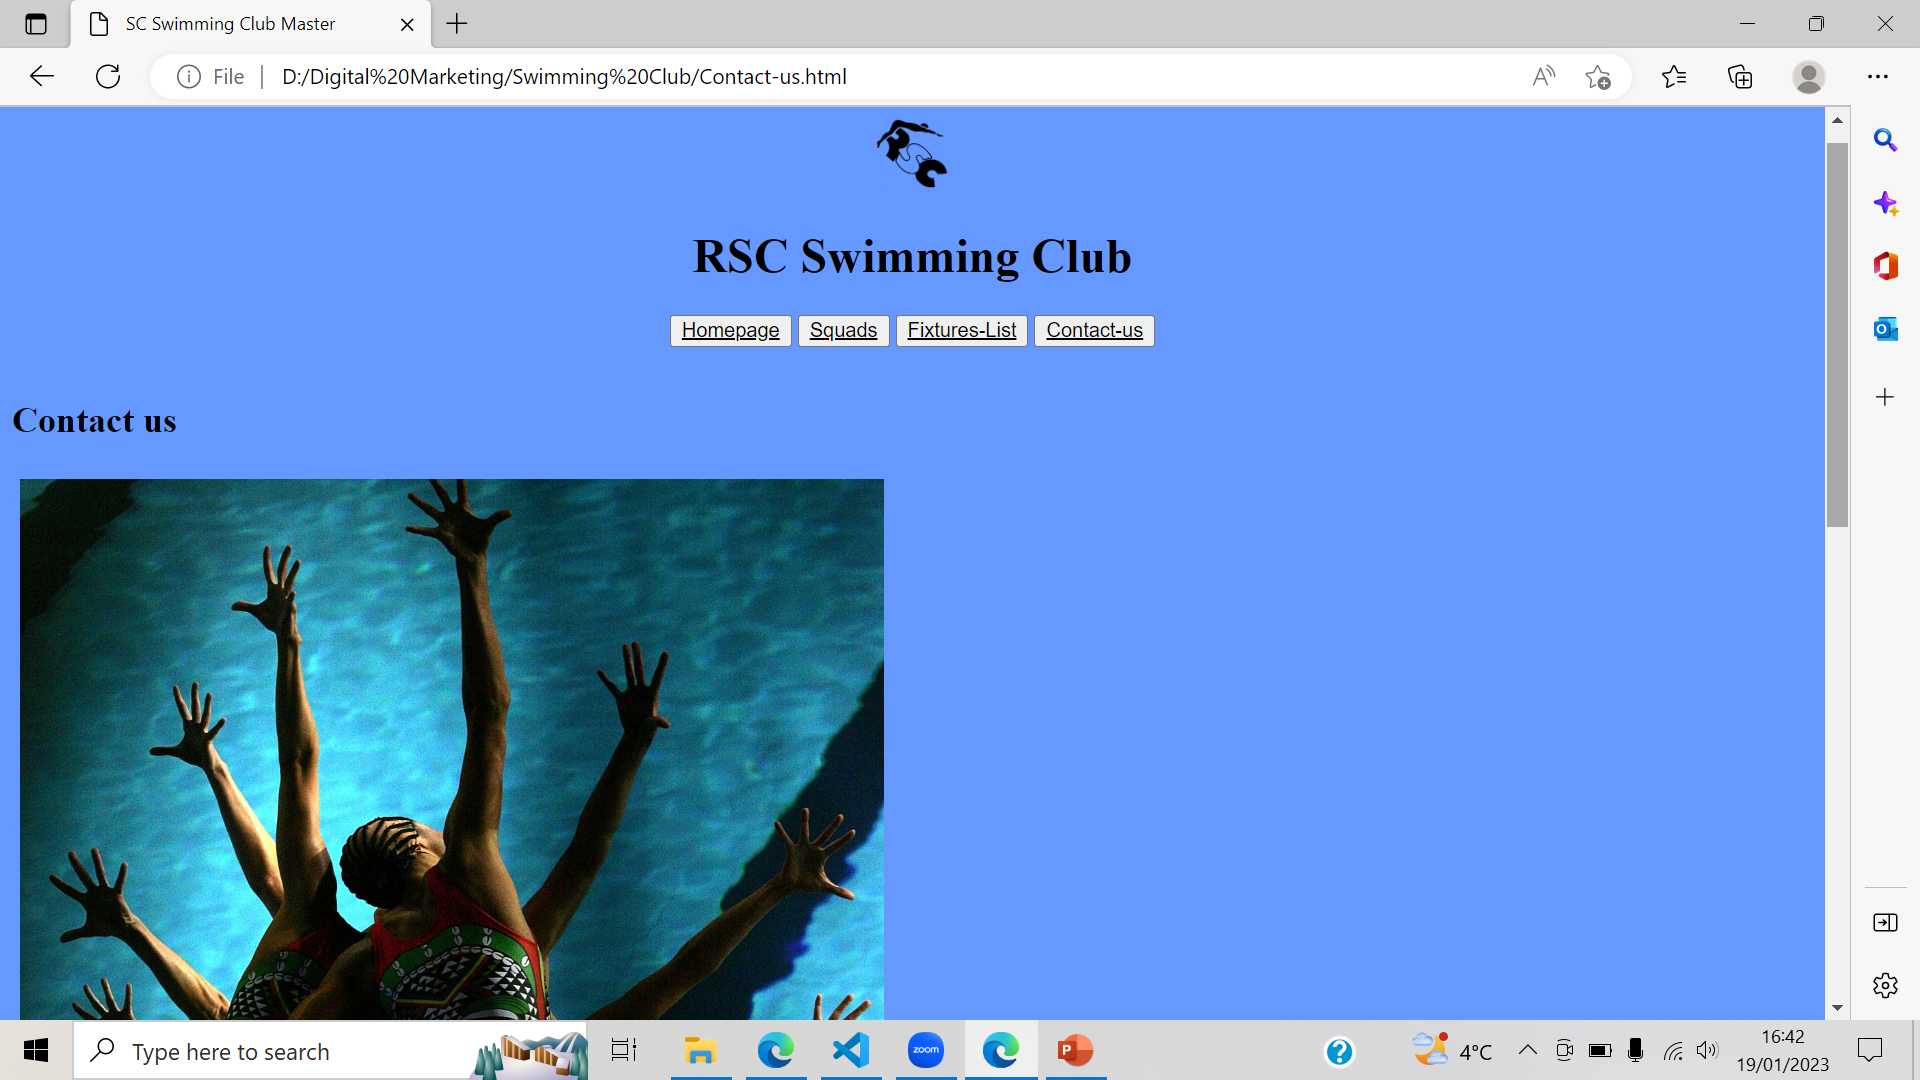 SC Swimming Club Master
File
D:/Digital%20Marketing/Swimming%20Club/Contact-us.html
RSC Swimming Club
Homepage Squads Fixtures-List Contact-us
Contact us
Type here to search
zoom
4°C
16:42
19/01/2023